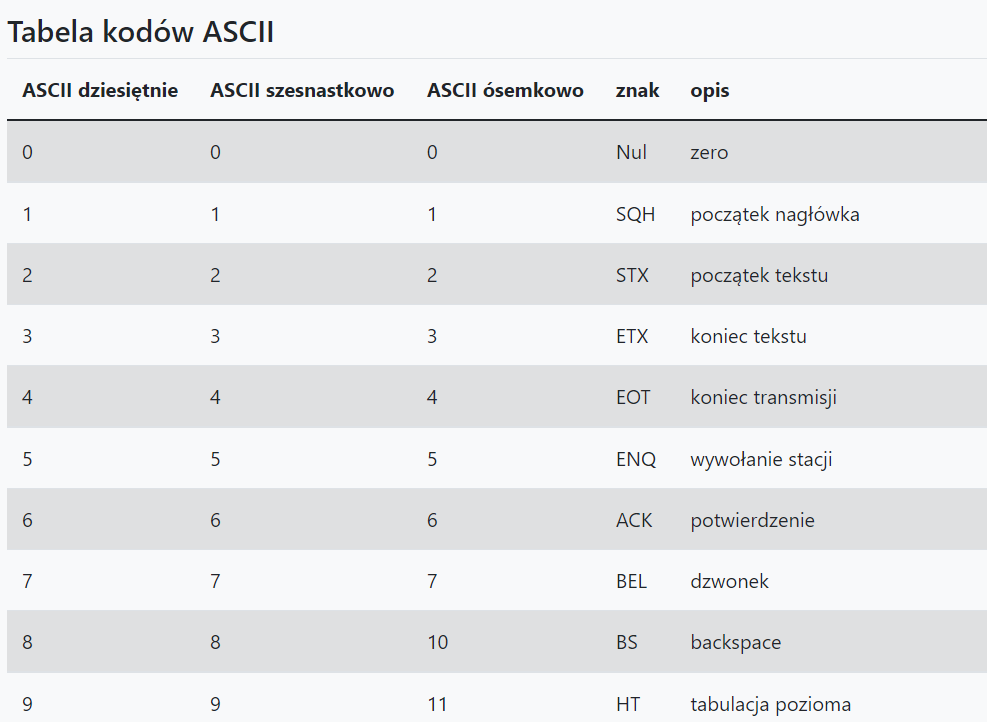 Tabela kodów ASCII
ASCII dziesiętnie ASCII szesnastkowo ASCII ósemkowo znak opis
0 0 0 Nul zero
1 1 1 SQH początek nagłówka
2 2 2 STX początek tekstu
3 3 3 ETX koniec tekstu
4 4 4 EOT koniec transmisji
5 5 5 ENQ wywołanie stacji
6 6 6 ACK potwierdzenie
7 7 7 BEL dzwonek
8 8 10 BS backspace
9 9 11 HT tabulacja pozioma